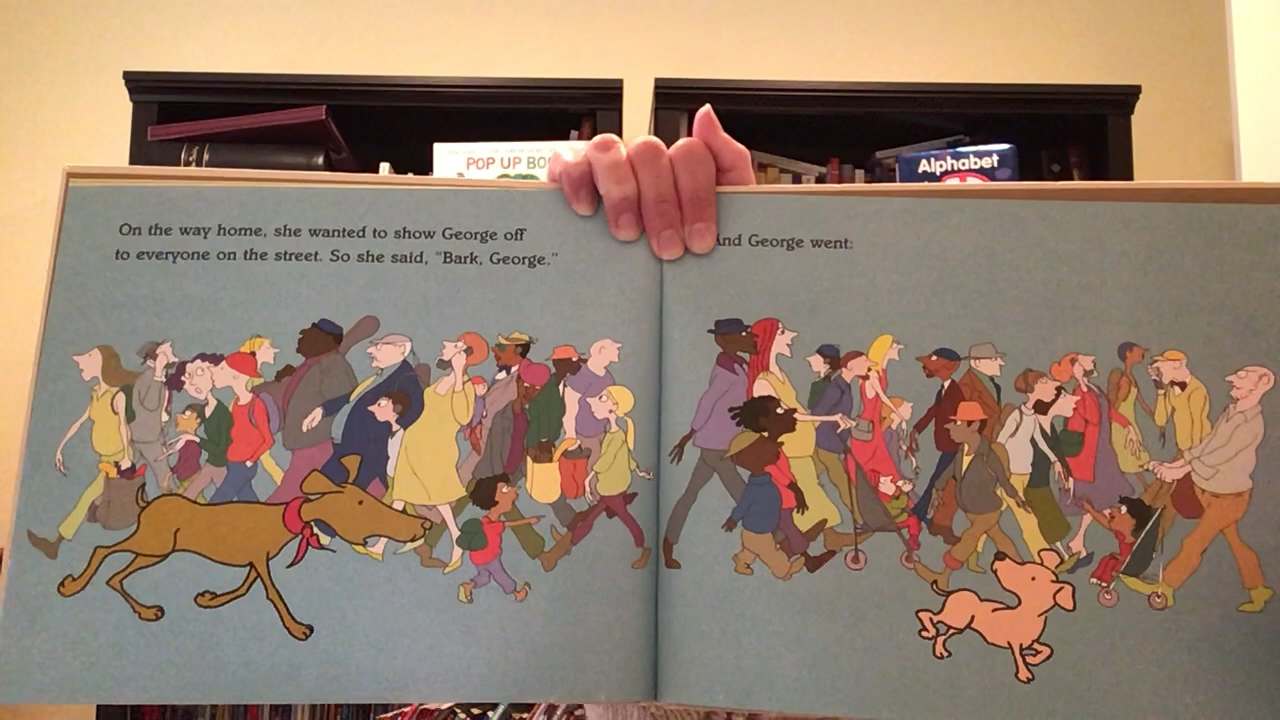 POP UP
Alphabet
On the way home, she wanted to show George off
to everyone on the street. So she said, "Bark, George."
And George went: